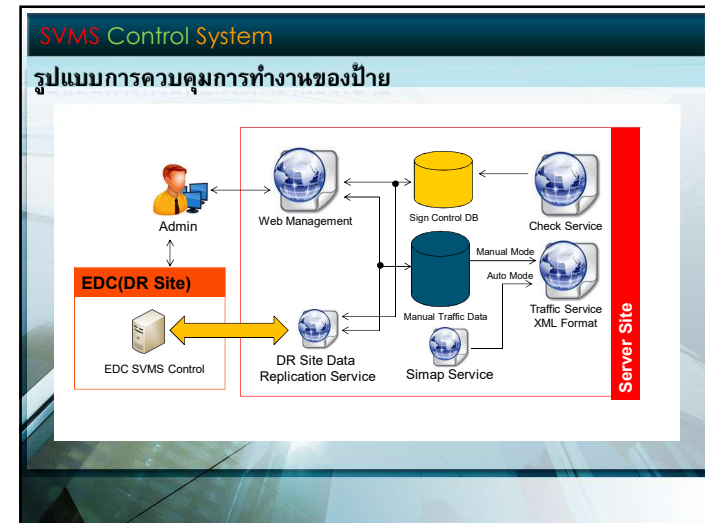 SVMS Control System
รูปแบบการควบคุมการทำงานของป้าย
Admin
Web Management
Sign Control DB
Check Service
Manual Mode
Auto Mode
EDC(DR Site)
Manual Traffic Data
Traffic Service
XML Format
EDC SVMS Control
DR Site Data
Replication Service
Simap Service
Server Site